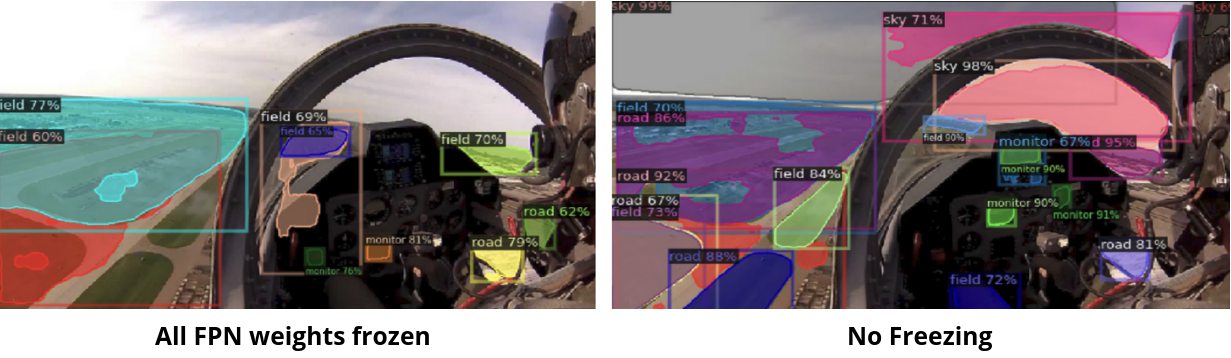 field 77%
field 60%
field 69%
field 65%
field 70%
road 62%
monitor 81%
road 79%
monitor 76%
All FPN weights frozen
sky 99%
sky 71%
sky 98%
field 70%
road 86%
field 90%
monitor 67%
d 95%
monitor 90%
road 92%
field 84%
road 67%
field 73%
monitor 90%
monitor 91%
road 88%
road 81%
field 72%
No Freezing